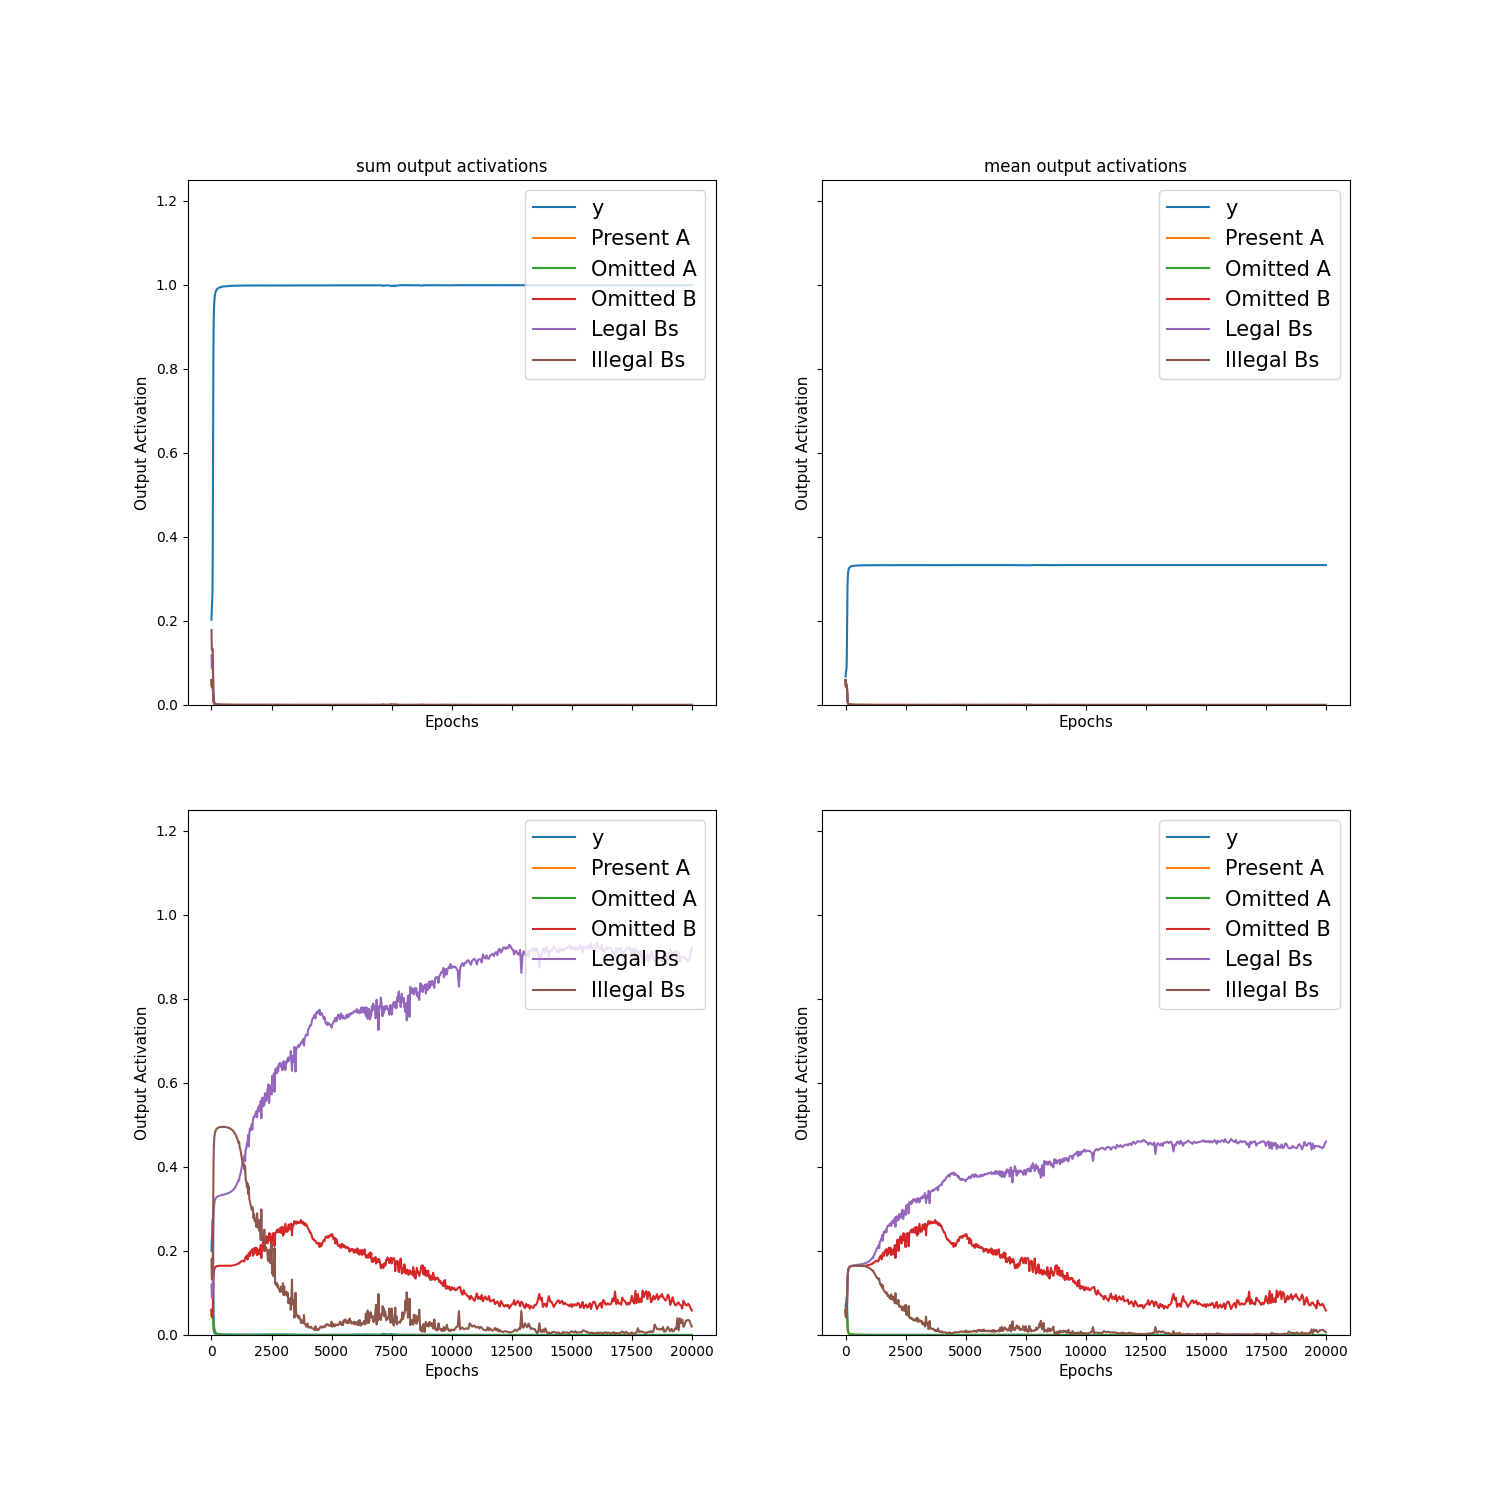 sum output activations
mean output activations
1.2
1.0
0.8
0.6
0.4
0.2
0.0
Output Activation
y
Present A
Omitted A
Omitted B
Legal Bs
Illegal Bs
Epochs
Output Activation
y
Present A
Omitted A
Omitted B
Legal Bs
Illegal Bs
Epochs
1.2
1.0
0.8
0.6
0.4
0.2
0.0
Output Activation
y
Present A
Omitted A
Omitted B
Legal Bs
Illegal Bs
0 2500 5000 7500 10000 12500 15000 17500 20000
Epochs
Output Activation
y
Present A
Omitted A
Omitted B
Legal Bs
Illegal Bs
0 2500 5000 7500 10000 12500 15000 17500 20000
Epochs